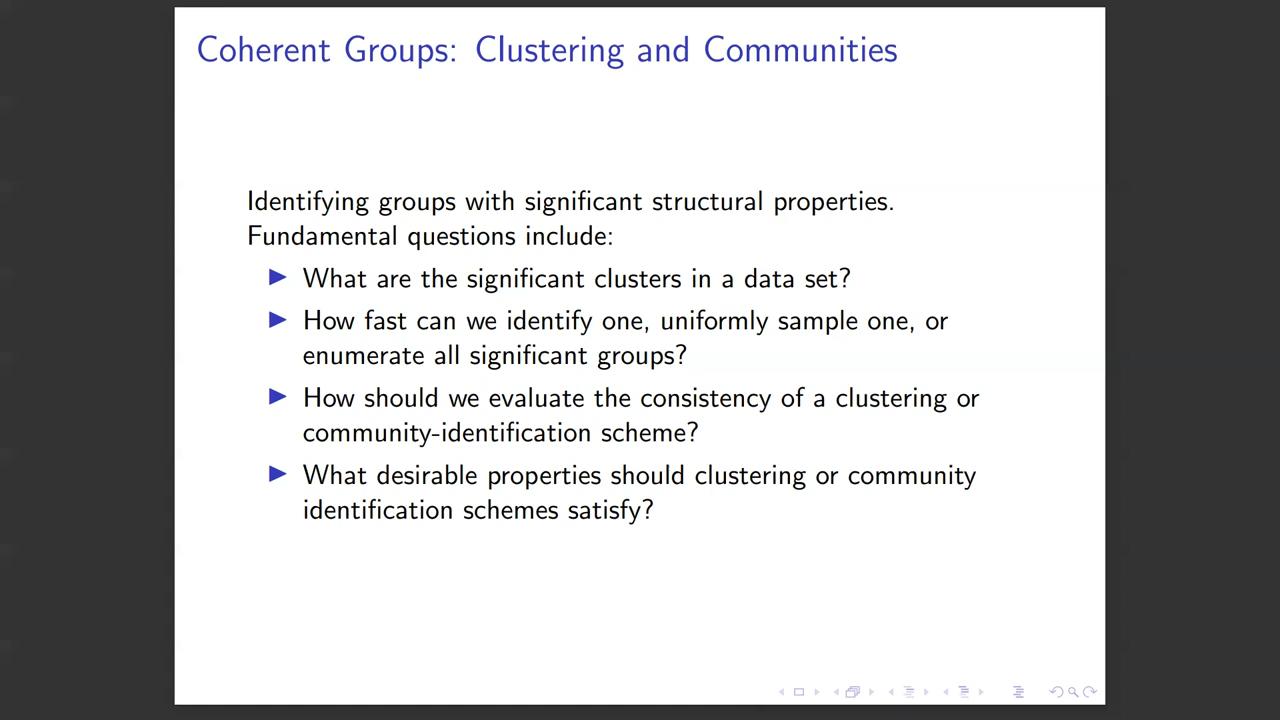 Coherent Groups: Clustering and Communities
Identifying groups with significant structural properties.
Fundamental questions include:
What are the significant clusters in a data set?
How fast can we identify one, uniformly sample one, or
enumerate all significant groups?
How should we evaluate the consistency of a clustering or
community-identification scheme?
What desirable properties should clustering or community
identification schemes satisfy?